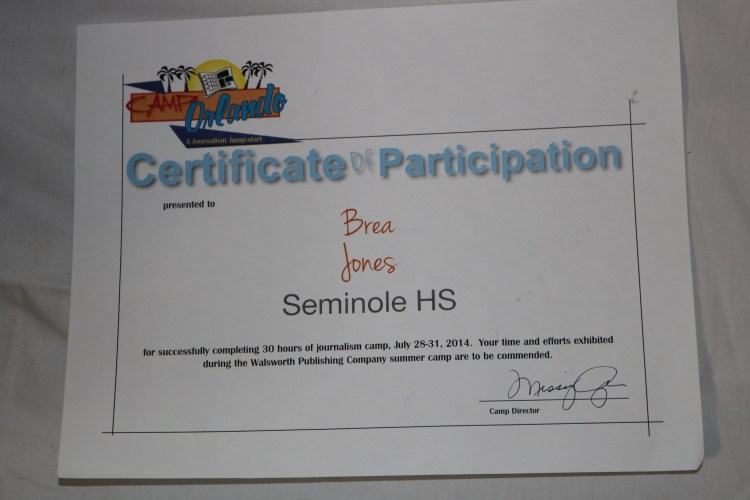 CAMP
Orlando
A Journalism Jump-start
Certificate OF Participation
presented to
Brea
Jones
Seminole HS
for successfully completing 30 hours of journalism camp, July 28-31, 2014. Your time and efforts exhibited
during the Walsworth Publishing Company summer camp are to be commended.
Missy
Camp Director